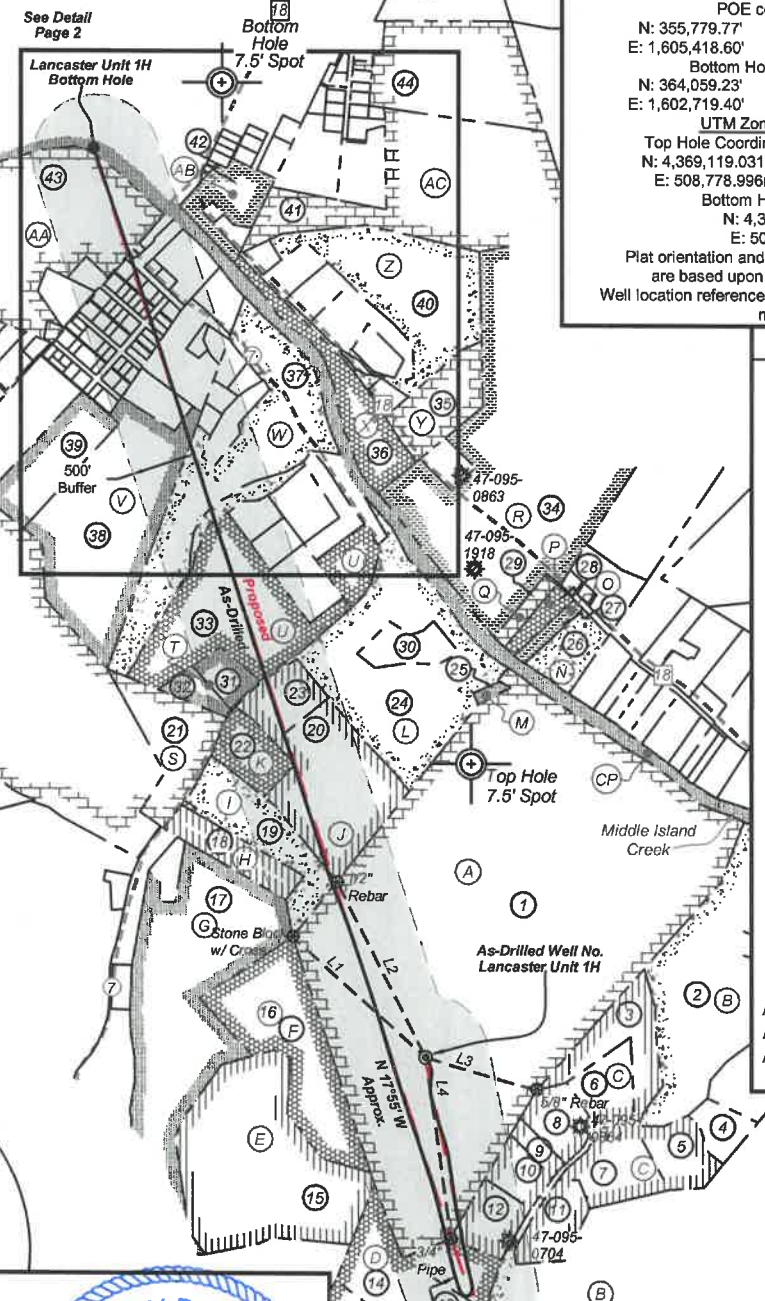 See Detail
Page 2
18
Bottom
Hole
7.5' Spot
Lancaster Unit 1H
Bottom Hole
POE
N: 355,779.77'
E: 1,605,418.60'
Bottom
N: 364,059.23'
E: 1,602,719.40'
UTM
Top Hole
N: 4,369,119.031
E: 508,778.996
Bottom
N: 4,3
E: 50
Plat orientation and
are based upon
Well location reference
44
42
AB
43
AC
41
AA
Z
40
37
18
35
Y
X
W
36
39
500'
Buffer
V
38
47-095-
0863
R
34
47-095-
1918
29
P
28
O
27
Q
U
26
Ñ
Proposed
As-Drilled
33
U
T
30
25
18
32
31
23
24
L
M
20
21
S
22
K
Top Hole
7.5' Spot
CP
I
19
J
Middle Island
Creek
18
H
A
1/2"
Rebar
1
17
G
Stone Block
w/ Cross
As-Drilled Well No.
Lancaster Unit 1H
L1
L2
2
B
7
3
16
F
L3
L4
N 17°55' W
Approx.
6
C
5/8" Rebar
8
4
E
9
5
10
7
C
15
12
11
47-095-
0704
D
3/4"
Pipe
14
B